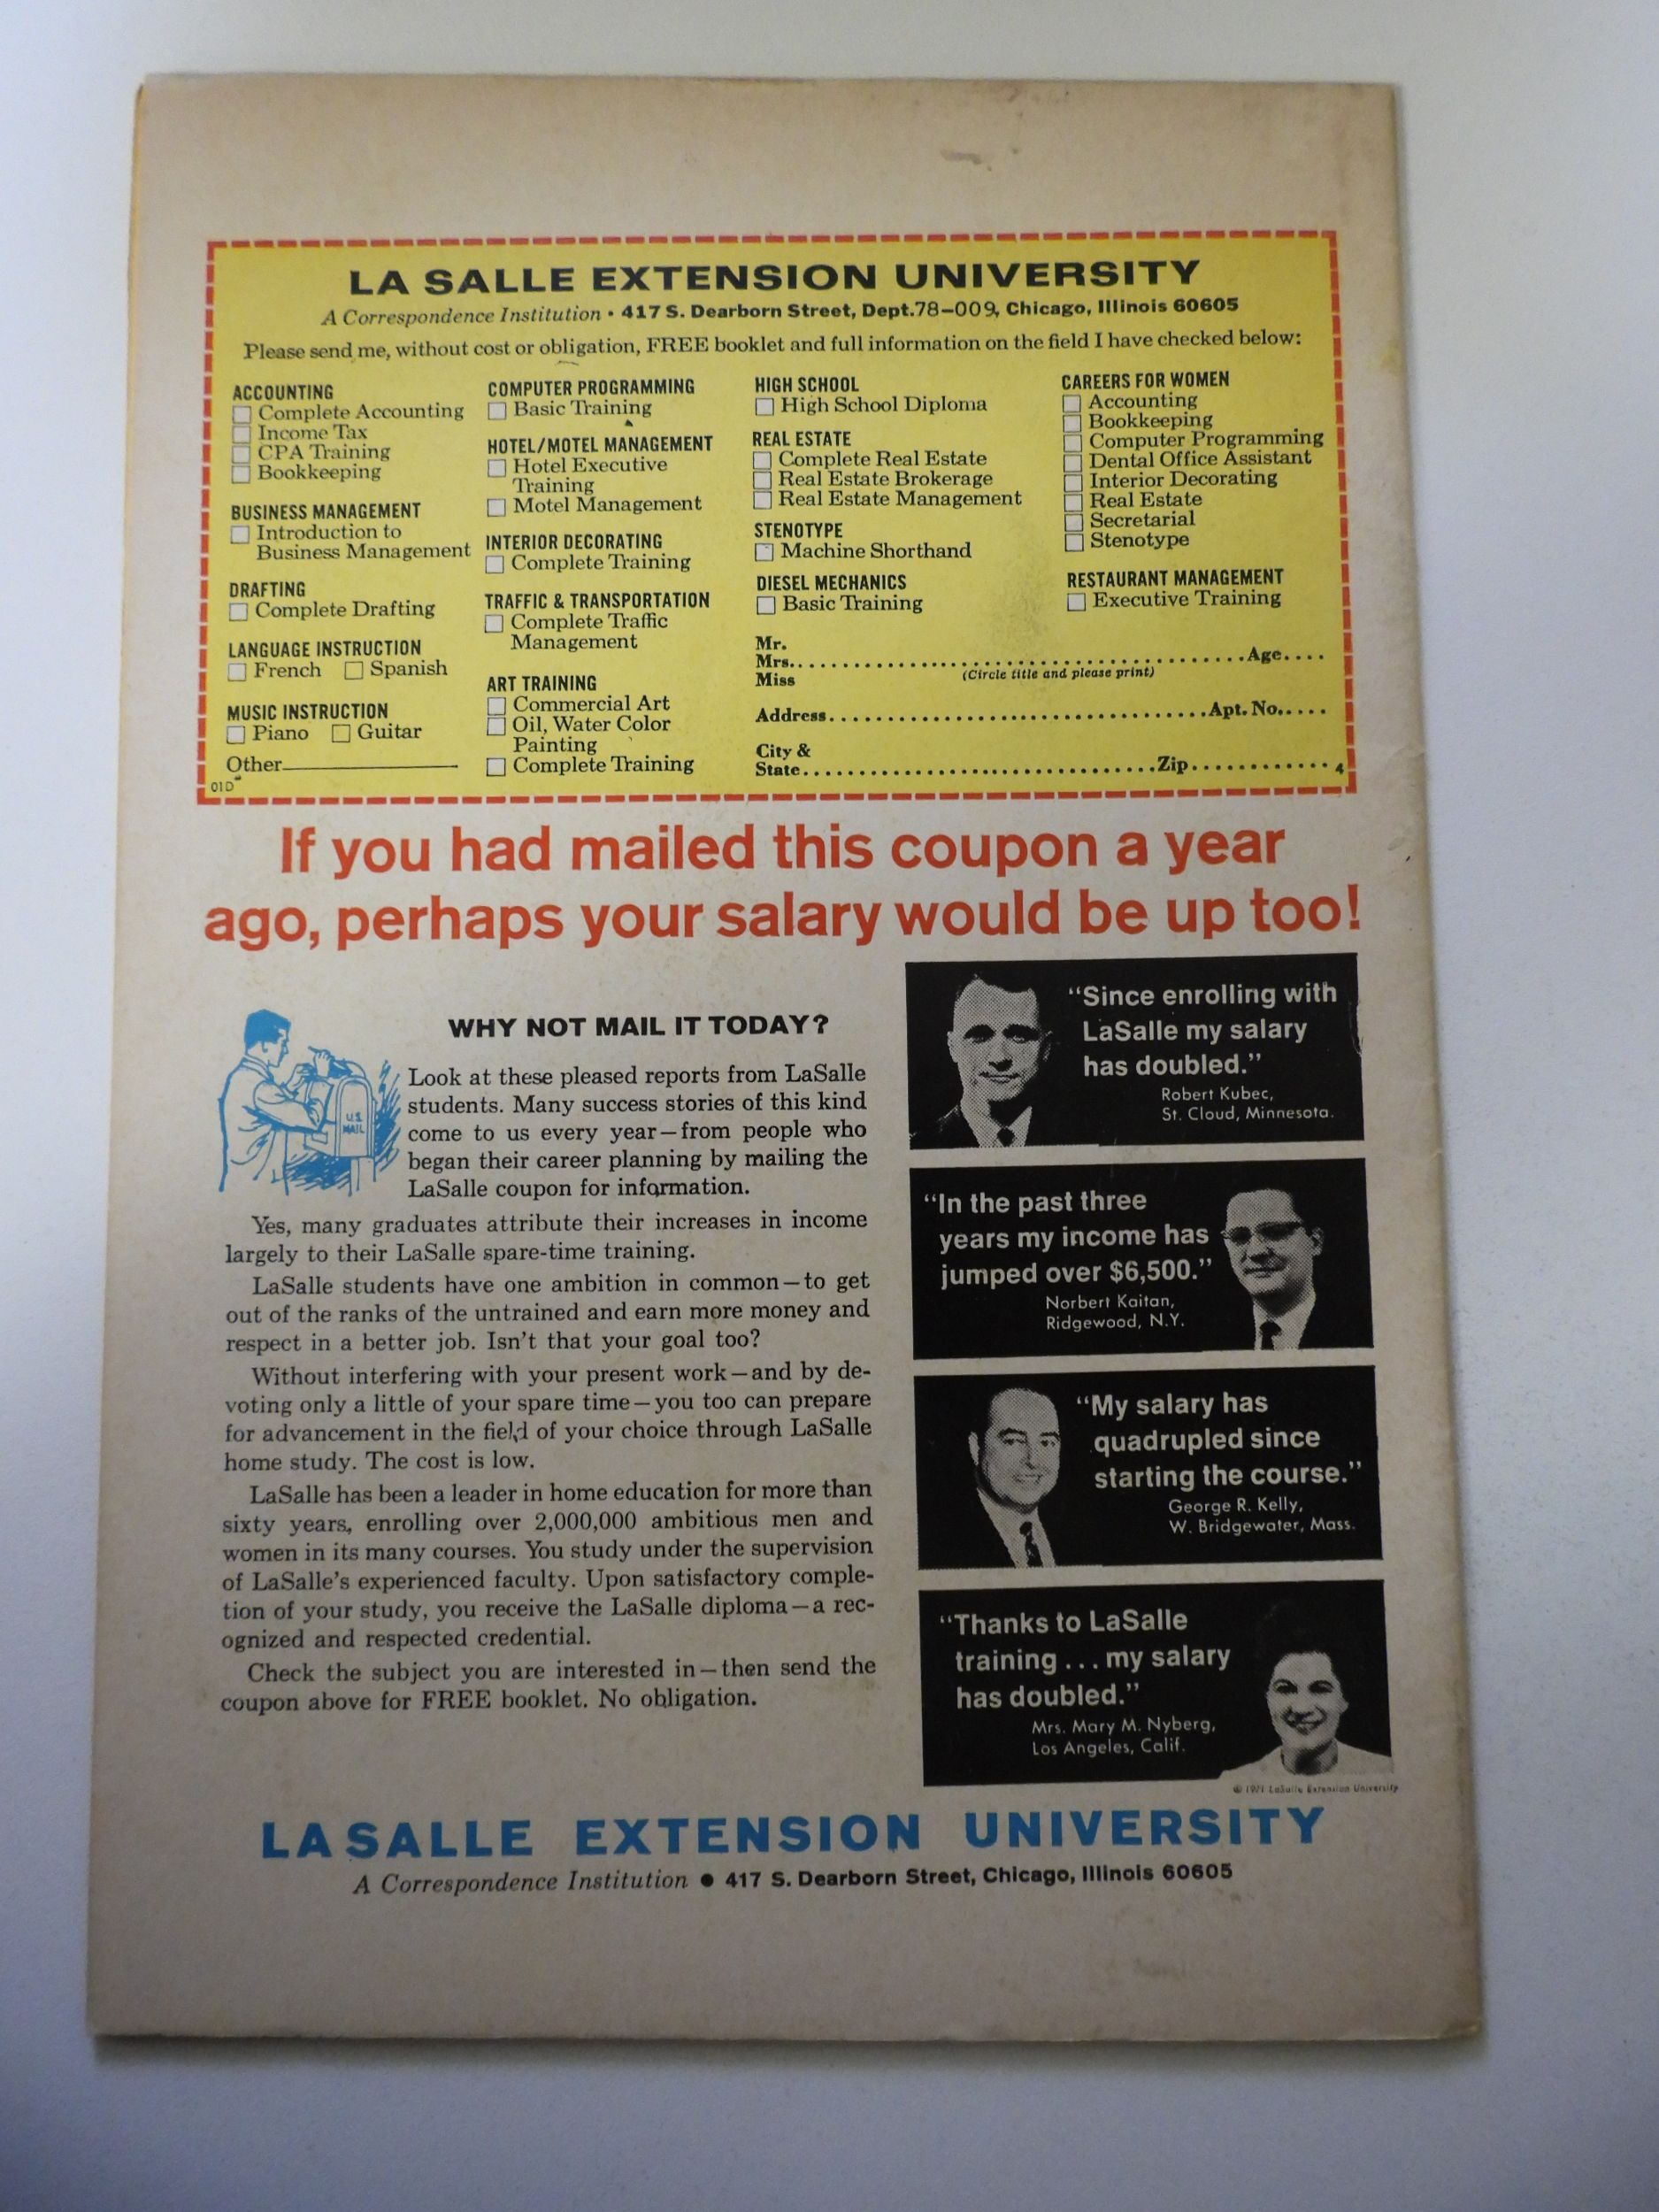 LA SALLE EXTENSION UNIVERSITY
A Correspondence Institution • 417 S. Dearborn Street, Dept.78-009, Chicago, Illinois 60605
Please send me, without cost or obligation, FREE booklet and full information on the field I have checked below:
ACCOUNTING
Complete Accounting
Income Tax
CPA Training
Bookkeeping
BUSINESS MANAGEMENT
Introduction to
Business Management
DRAFTING
Complete Drafting
LANGUAGE INSTRUCTION
French Spanish
MUSIC INSTRUCTION
Piano Guitar
Other
01D
COMPUTER PROGRAMMING
Basic Training
HOTEL/MOTEL MANAGEMENT
Hotel Executive
Training
Motel Management
INTERIOR DECORATING
Complete Training
TRAFFIC & TRANSPORTATION
Complete Traffic
Management
ART TRAINING
Commercial Art
Oil, Water Color
Painting
Complete Training
HIGH SCHOOL
High School Diploma
REAL ESTATE
Complete Real Estate
Real Estate Brokerage
Real Estate Management
STENOTYPE
Machine Shorthand
DIESEL MECHANICS
Basic Training
CAREERS FOR WOMEN
Accounting
Bookkeeping
Computer Programming
Dental Office Assistant
Interior Decorating
Real Estate
Secretarial
Stenotype
RESTAURANT MANAGEMENT
Executive Training
Mr.
Mrs. Age
Miss (Circle title and please print)
Address Apt. No.
City &
State Zip 4
If you had mailed this coupon a year
ago, perhaps your salary would be up too!
WHY NOT MAIL IT TODAY?
U.S.
MAIL
Look at these pleased reports from LaSalle
students. Many success stories of this kind
come to us every year—from people who
began their career planning by mailing the
LaSalle coupon for information.
Yes, many graduates attribute their increases in income
largely to their LaSalle spare-time training.
LaSalle students have one ambition in common—to get
out of the ranks of the untrained and earn more money and
respect in a better job. Isn't that your goal too?
Without interfering with your present work—and by de-
voting only a little of your spare time—you too can prepare
for advancement in the field of your choice through LaSalle
home study. The cost is low.
LaSalle has been a leader in home education for more than
sixty years, enrolling over 2,000,000 ambitious men and
women in its many courses. You study under the supervision
of LaSalle's experienced faculty. Upon satisfactory comple-
tion of your study, you receive the LaSalle diploma—a rec-
ognized and respected credential.
Check the subject you are interested in—then send the
coupon above for FREE booklet. No obligation.
"Since enrolling with
LaSalle my salary
has doubled."
Robert Kubec,
St. Cloud, Minnesota.
"In the past three
years my income has
jumped over $6,500."
Norbert Kaitan,
Ridgewood, N.Y.
"My salary has
quadrupled since
starting the course."
George R. Kelly,
W. Bridgewater, Mass.
"Thanks to LaSalle
training...my salary
has doubled."
Mrs. Mary M. Nyberg,
Los Angeles, Calif.
© 1971 LaSalle Extension University
LASALLE EXTENSION UNIVERSITY
A Correspondence Institution • 417 S. Dearborn Street, Chicago, Illinois 60605